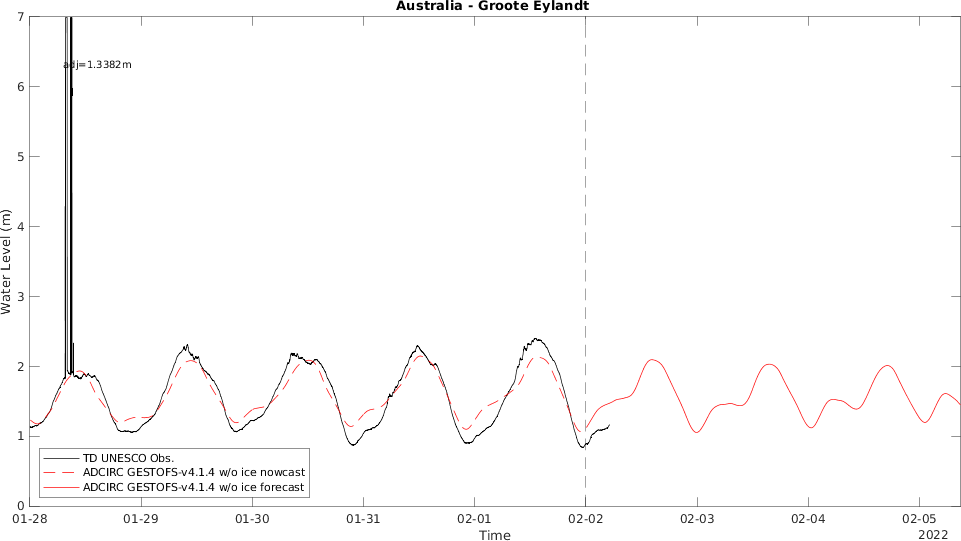 Australia - Groote Eylandt
7
adj=1.3382m
6
5
4
3
2
1
0
Water Level (m)
TD UNESCO Obs.
ADCIRC GESTOFS-v4.1.4 w/o ice nowcast
ADCIRC GESTOFS-v4.1.4 w/o ice forecast
01-28 01-29 01-30 01-31 02-01 02-02 02-03 02-04 02-05
Time
2022